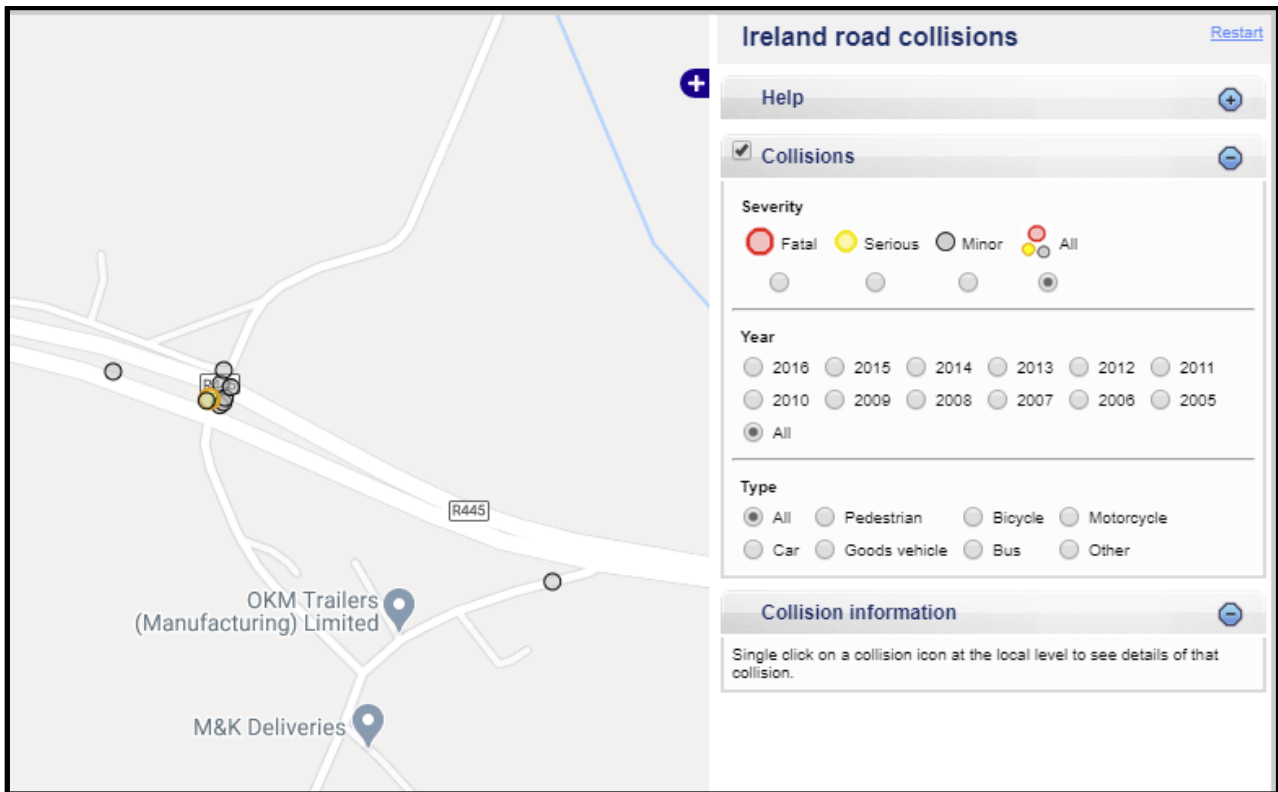 Ireland road collisions
Restart
Help
Collisions
Severity
Fatal Serious Minor All
Year
2016 2015 2014 2013 2012 2011
2010 2009 2008 2007 2006 2005
All
Type
All Pedestrian Bicycle Motorcycle
Car Goods vehicle Bus Other
Collision information
Single click on a collision icon at the local level to see details of that
collision.
R445
OKM Trailers
(Manufacturing) Limited
M&K Deliveries